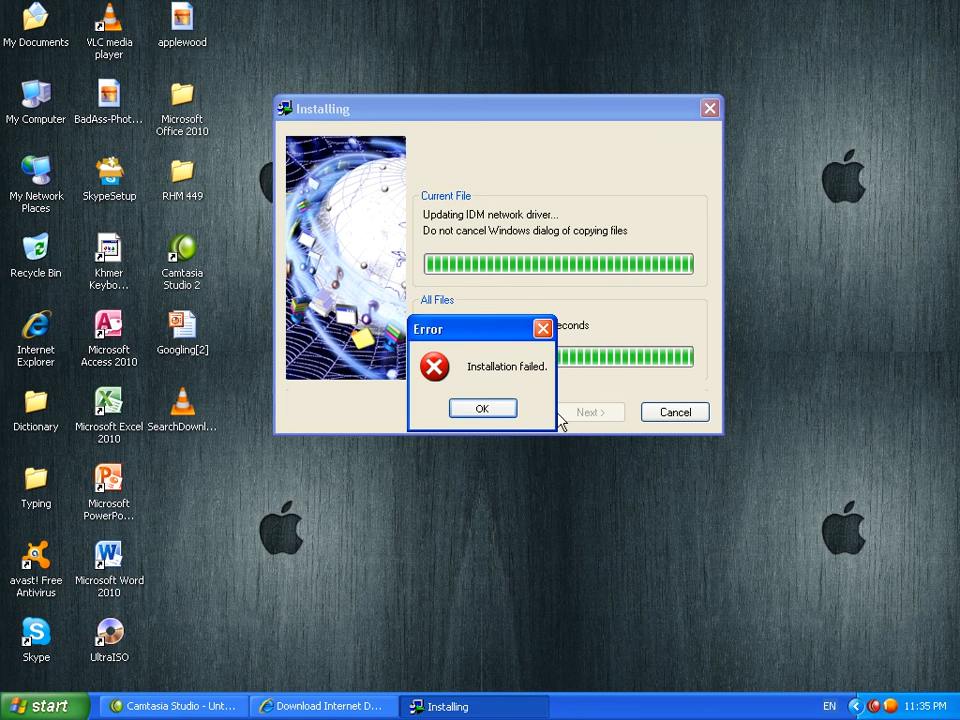 My Documents
VLC media
player
applewood
My Computer
BadAss-Phot...
Microsoft
Office 2010
My Network
Places
SkypeSetup
RHM 449
Recycle Bin
Khmer
Keybo...
Camtasia
Studio 2
Internet
Explorer
Microsoft
Access 2010
Googling[2]
Dictionary
Microsoft Excel
2010
SearchDownl...
Typing
Microsoft
PowerPo...
avast! Free
Antivirus
Microsoft Word
2010
Skype
UltraISO
Installing
Current File
Updating IDM network driver...
Do not cancel Windows dialog of copying files
All Files
econds
Error
Installation failed.
OK
Next >
Cancel
start
Camtasia Studio - Unt...
Download Internet D...
Installing
EN
11:35 PM